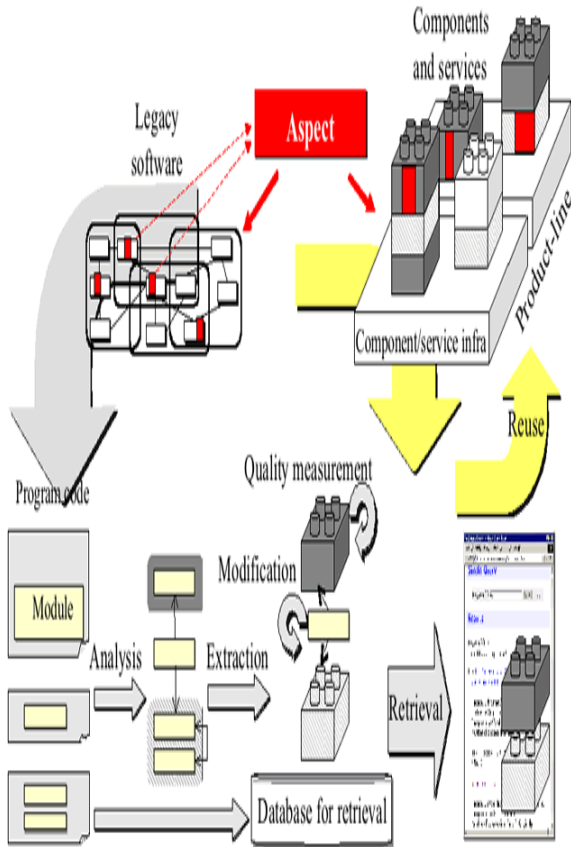 Components
and services
Legacy
software
Aspect
Product-line
Component/service infra
Reuse
Program code
Quality measurement
Modification
Module
Analysis
Extraction
Retrieval
Database for retrieval